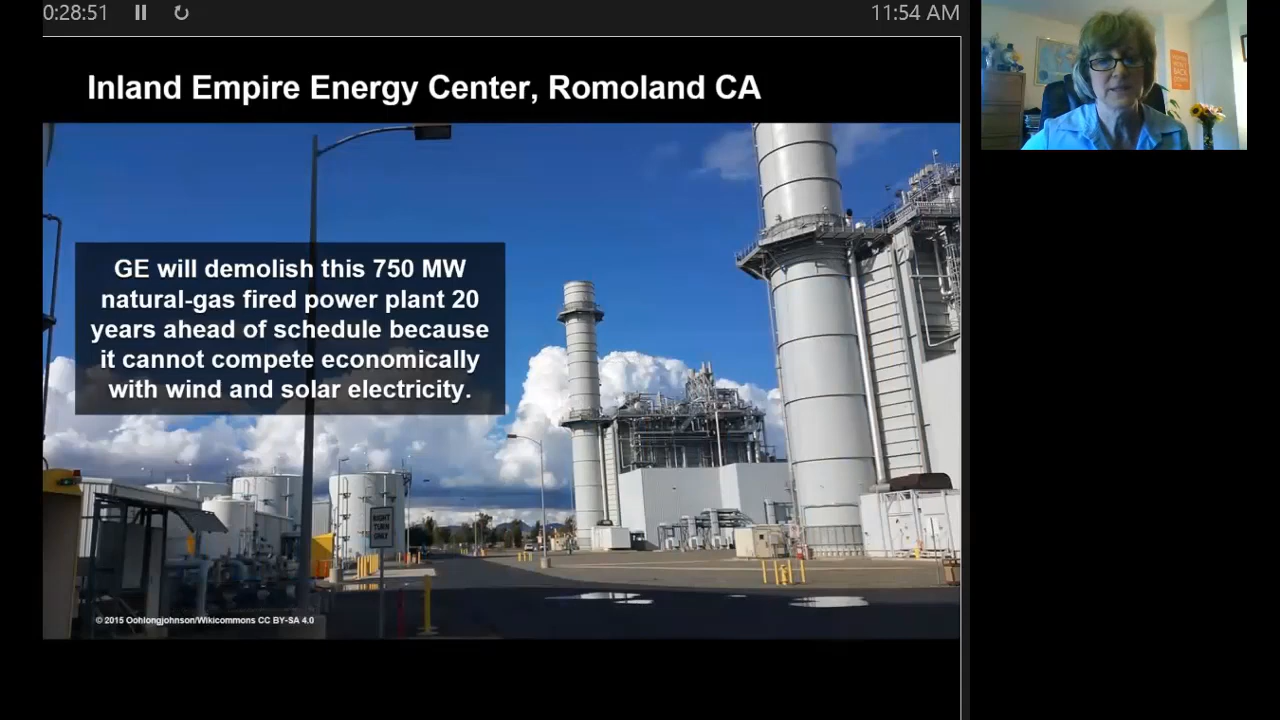 0:28:51
11:54 AM
Inland Empire Energy Center, Romoland CA
GE will demolish this 750 MW
natural-gas fired power plant 20
years ahead of schedule because
it cannot compete economically
with wind and solar electricity.
RIGHT
TURN
ONLY
© 2015 Oohlongjohnson/Wikicommons CC BY-SA 4.0